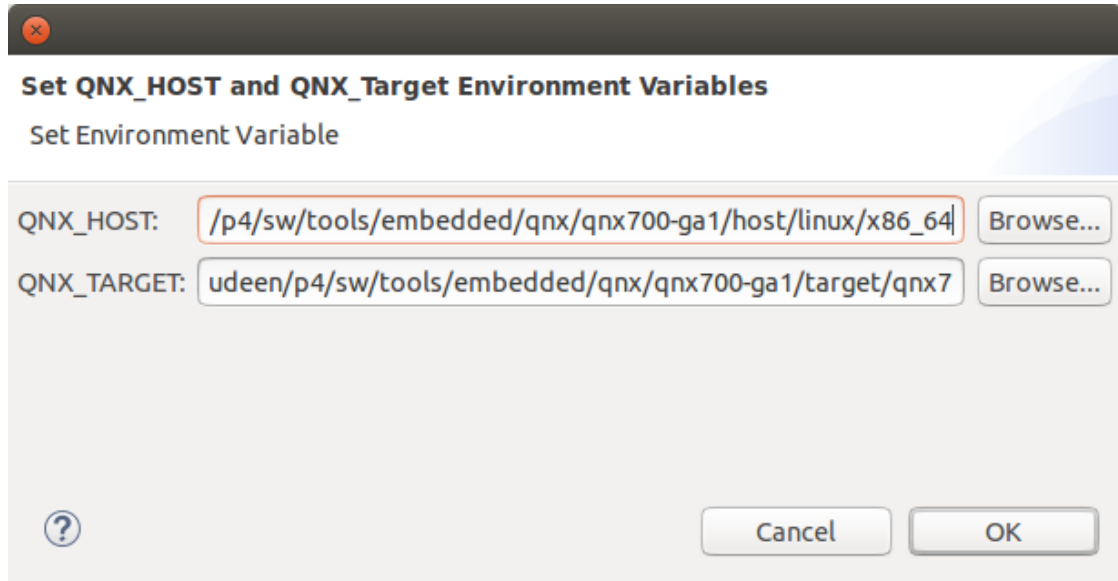 Set QNX_HOST and QNX_Target Environment Variables
Set Environment Variable
QNX_HOST: /p4/sw/tools/embedded/qnx/qnx700-ga1/host/linux/x86_64 Browse...
QNX_TARGET: udeen/p4/sw/tools/embedded/qnx/qnx700-ga1/target/qnx7 Browse...
? Cancel OK